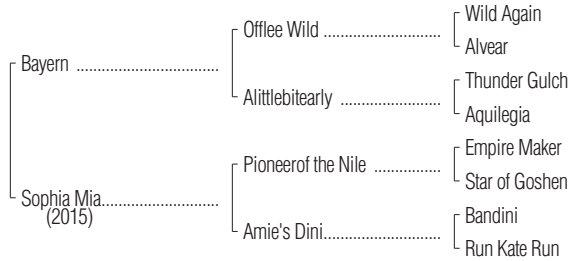 Wild Again
Offlee Wild
Alvear
Bayern
Thunder Gulch
Alittlebitearly
Aquilegia
Empire Maker
Pioneerof the Nile
Star of Goshen
Sophia Mia
(2015)
Bandini
Amie's Dini
Run Kate Run